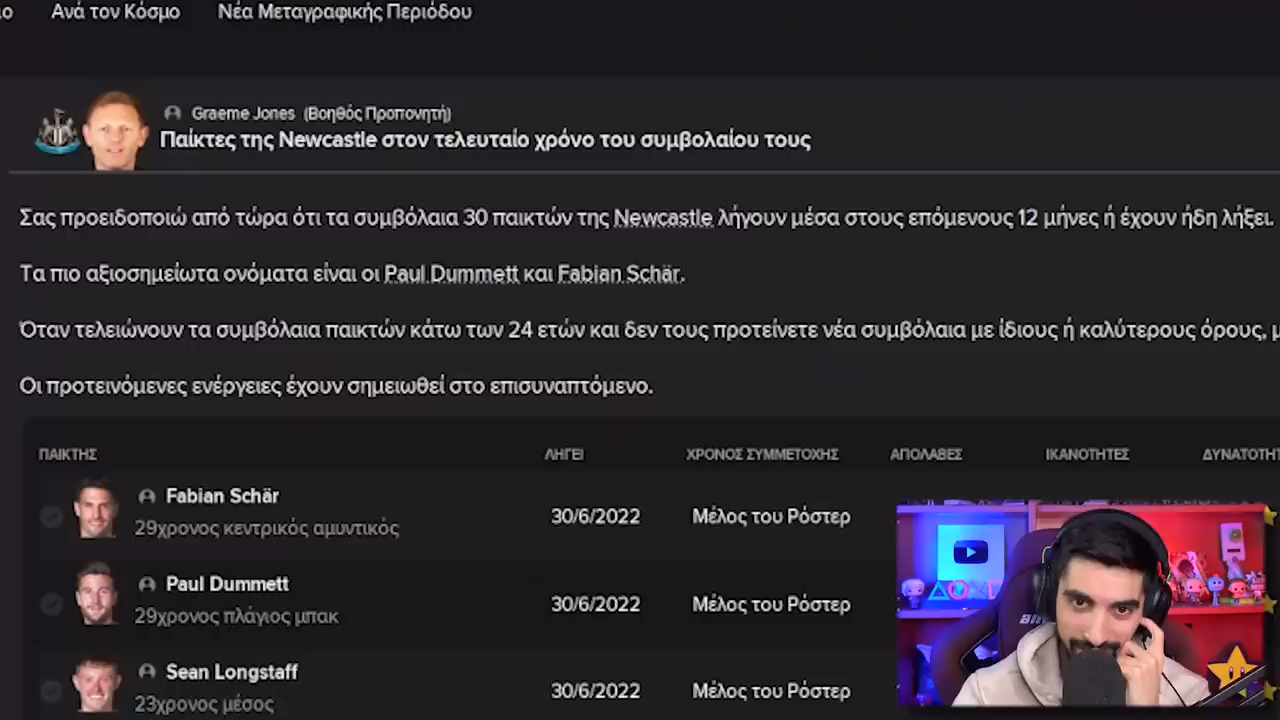 Ανά τον Κόσμο Νέα Μεταγραφικής Περιόδου
Graeme Jones (Βοηθός Προπονητή)
Παίκτες της Newcastle στον τελευταίο χρόνο του συμβολαίου τους
Σας προειδοποιώ από τώρα ότι τα συμβόλαια 30 παικτών της Newcastle λήγουν μέσα στους επόμενους 12 μήνες ή έχουν ήδη λήξει.
Τα πιο αξιοσημείωτα ονόματα είναι οι Paul Dummett και Fabian Schär.
Όταν τελειώνουν τα συμβόλαια παικτών κάτω των 24 ετών και δεν τους προτείνετε νέα συμβόλαια με ίδιους ή καλύτερους όρους,
Οι προτεινόμενες ενέργειες έχουν σημειωθεί στο επισυναπτόμενο.
ΠΑΙΚΤΗΣ ΛΗΓΕΙ ΧΡΟΝΟΣ ΣΥΜΜΕΤΟΧΗΣ ΑΠΟΛΑΒΕΣ ΙΚΑΝΟΤΗΤΕΣ
Fabian Schär
29χρονος κεντρικός αμυντικός
30/6/2022 Μέλος του Ρόστερ
Paul Dummett
29χρονος πλάγιος μπακ
30/6/2022 Μέλος του Ρόστερ
Sean Longstaff
23χρονος μέσος
30/6/2022 Μέλος του Ρόστερ